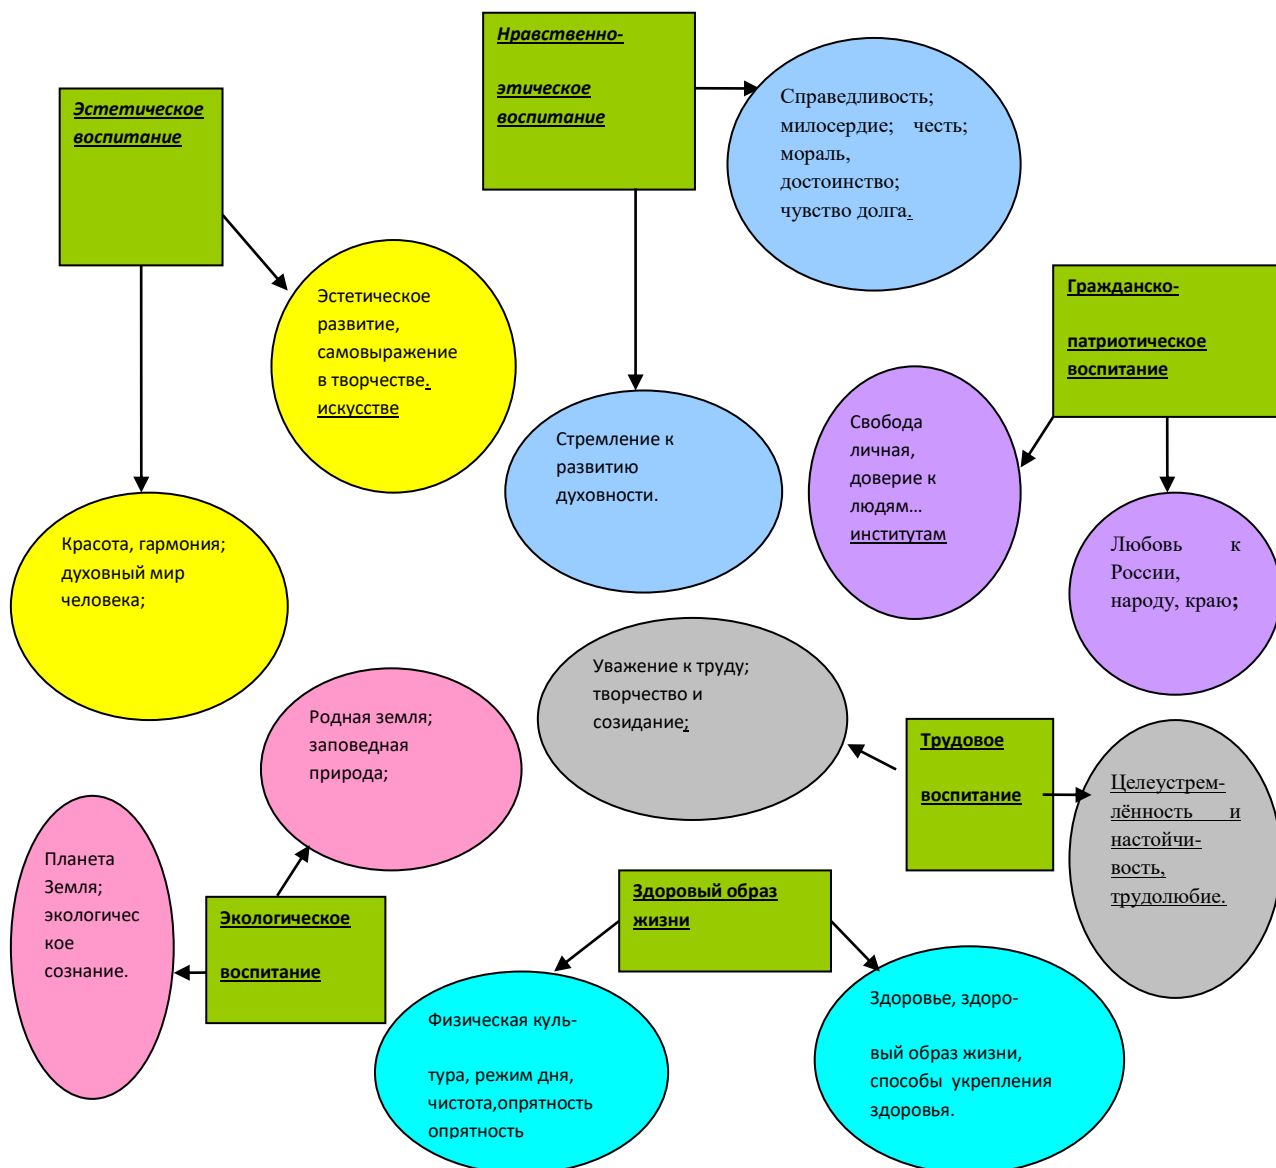 Нравственно-
этическое
воспитание
Справедливость;
милосердие; честь;
мораль,
достоинство;
чувство долга.
Эстетическое
воспитание
Эстетическое
развитие,
самовыражение
в творчестве.
искусстве
Гражданско-
патриотическое
воспитание
Стремление к
развитию
духовности.
Свобода
личная,
доверие к
людям…
институтам
Любовь к
России,
народу, краю;
Красота, гармония;
духовный мир
человека;
Уважение к труду;
творчество и
созидание;
Родная земля;
заповедная
природа;
Трудовое
воспитание
Целеустрем-
лённость и
настойчи-
вость,
трудолюбие.
Планета
Земля;
экологичес
кое
сознание.
Экологическое
воспитание
Здоровый образ
жизни
Физическая куль-
тура, режим дня,
чистота,опрятность
опрятность
Здоровье, здоро-
вый образ жизни,
способы укрепления
здоровья.